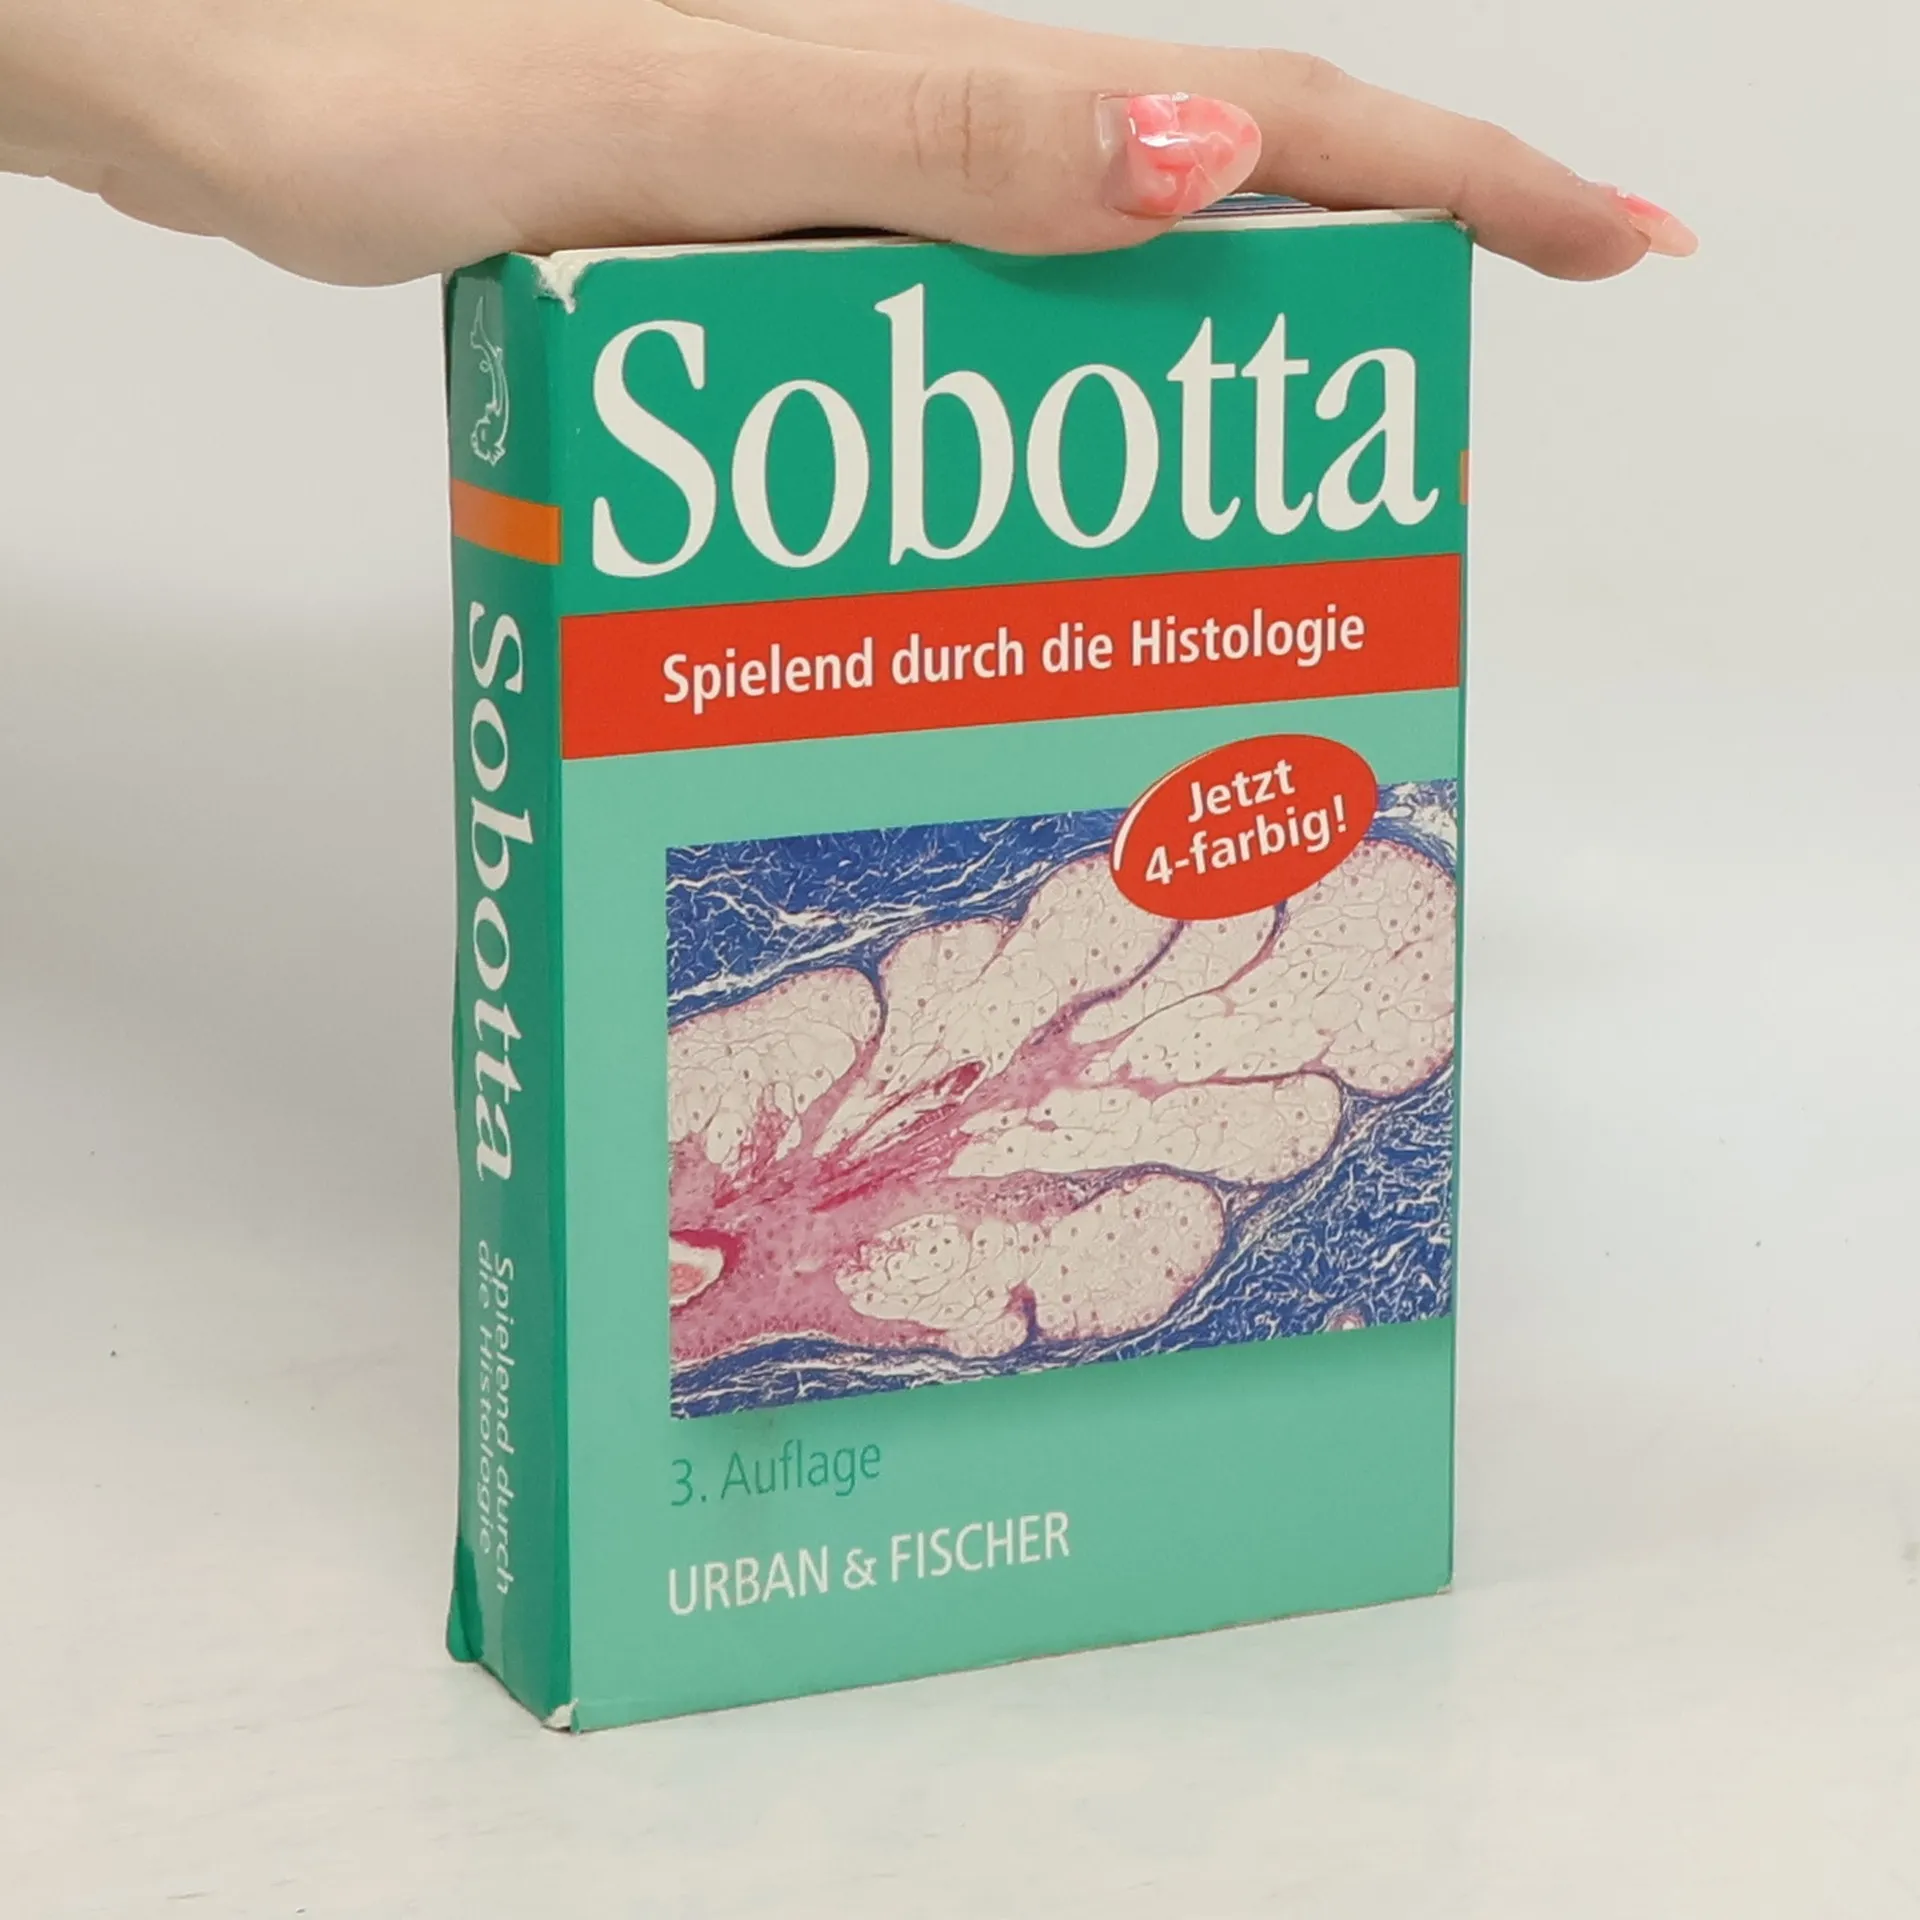 Sobotta
Spielend durch die Histologie
Jetzt
4-farbig!
3. Auflage
URBAN & FISCHER
Sobotta
Spielend durch
die Histologie